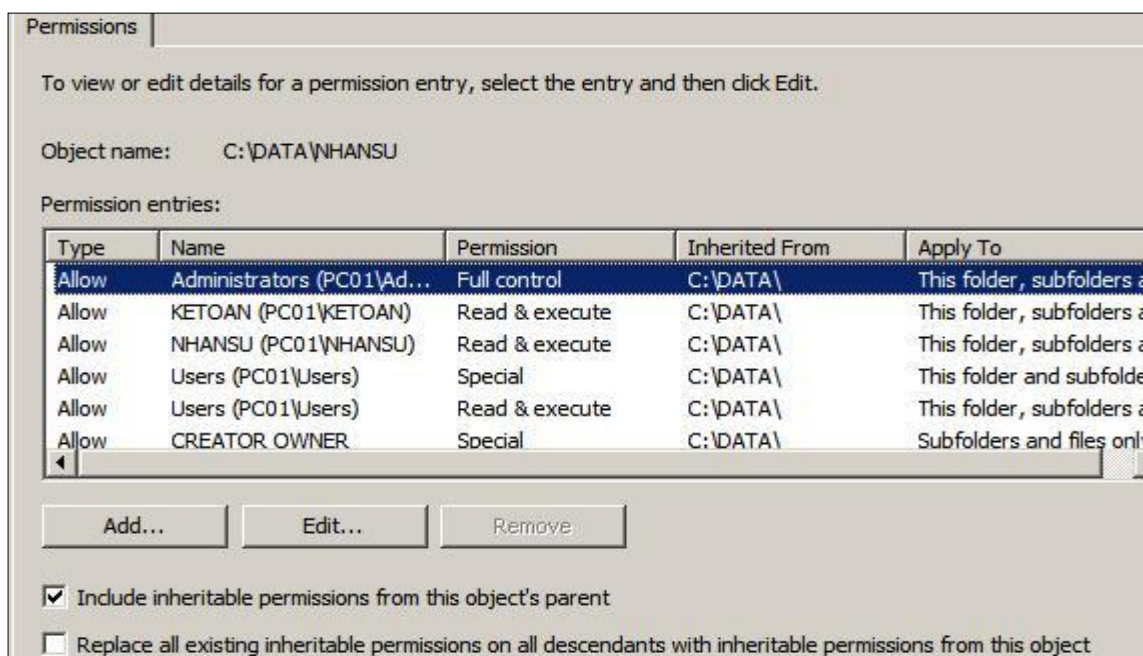 Permissions
To view or edit details for a permission entry, select the entry and then click Edit.
Object name: C:\DATA\NHANSU
Permission entries:
Type Name Permission Inherited From Apply To
Allow Administrators (PC01\Ad... Full control C:\DATA\ This folder, subfolders a
Allow KETOAN (PC01\KETOAN) Read & execute C:\DATA\ This folder, subfolders a
Allow NHANSU (PC01\NHANSU) Read & execute C:\DATA\ This folder, subfolders a
Allow Users (PC01\Users) Special C:\DATA\ This folder and subfolde
Allow Users (PC01\Users) Read & execute C:\DATA\ This folder, subfolders a
Allow CREATOR OWNER Special C:\DATA\ Subfolders and files only
Add... Edit... Remove
Include inheritable permissions from this object's parent
Replace all existing inheritable permissions on all descendants with inheritable permissions from this object